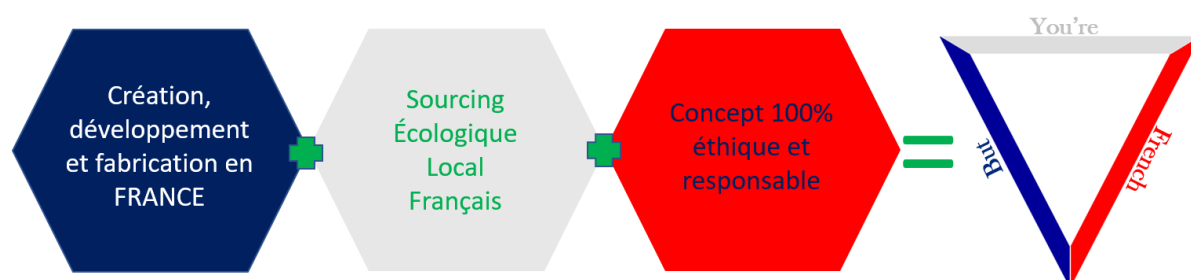 Création,
développement
et fabrication en
FRANCE
Sourcing
Écologique
Local
Français
Concept 100%
éthique et
responsable
You're
But
French